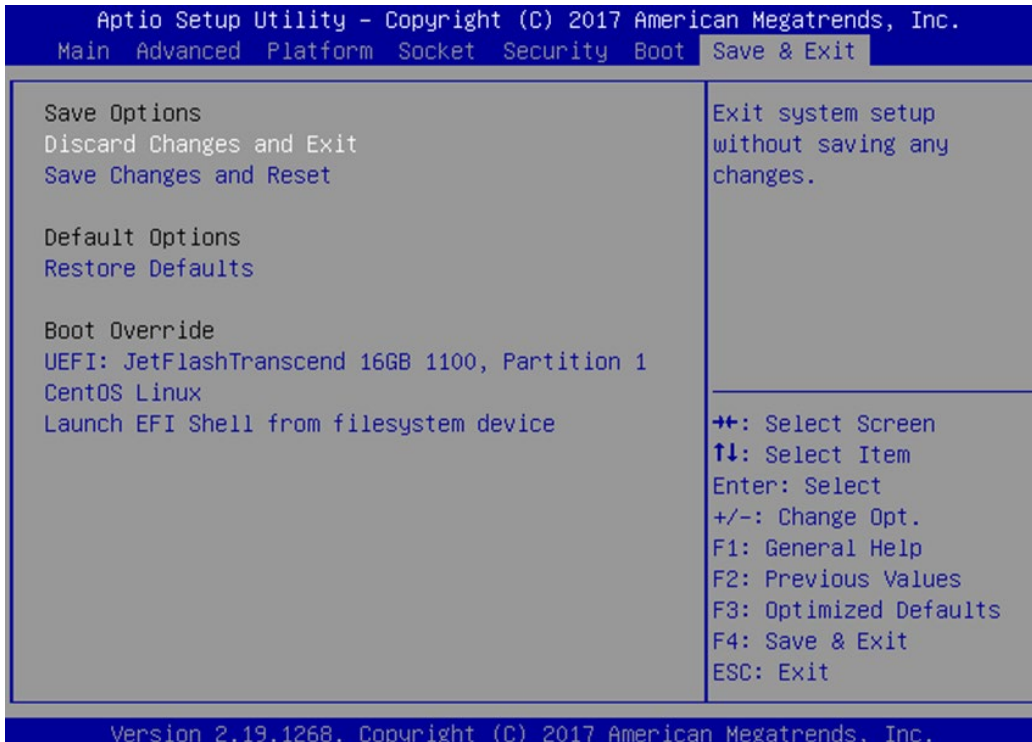 Aptio Setup Utility – Copyright (C) 2017 American Megatrends, Inc.
Main Advanced Platform Socket Security Boot Save & Exit
Save Options
Discard Changes and Exit
Save Changes and Reset
Default Options
Restore Defaults
Boot Override
UEFI: JetFlashTranscend 16GB 1100, Partition 1
CentOS Linux
Launch EFI Shell from filesystem device
Exit system setup
without saving any
changes.
→←: Select Screen
↑↓: Select Item
Enter: Select
+/-: Change Opt.
F1: General Help
F2: Previous Values
F3: Optimized Defaults
F4: Save & Exit
ESC: Exit
Version 2.19.1268. Copyright (C) 2017 American Megatrends, Inc.